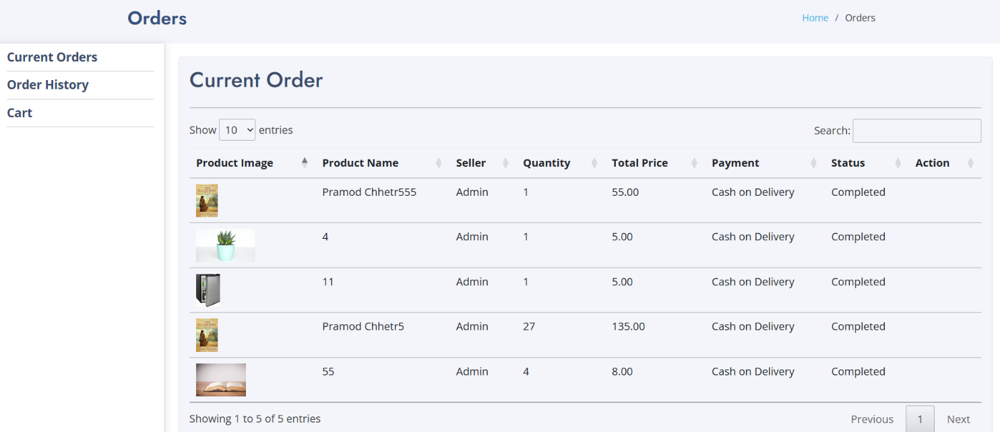 Orders
Home / Orders
Current Orders
Order History
Cart
Current Order
Show 10 entries
Search:
Product Image Product Name Seller Quantity Total Price Payment Status Action
Pramod Chhetr555 Admin 1 55.00 Cash on Delivery Completed
4 Admin 1 5.00 Cash on Delivery Completed
11 Admin 1 5.00 Cash on Delivery Completed
Pramod Chhetr5 Admin 27 135.00 Cash on Delivery Completed
55 Admin 4 8.00 Cash on Delivery Completed
Showing 1 to 5 of 5 entries
Previous 1 Next